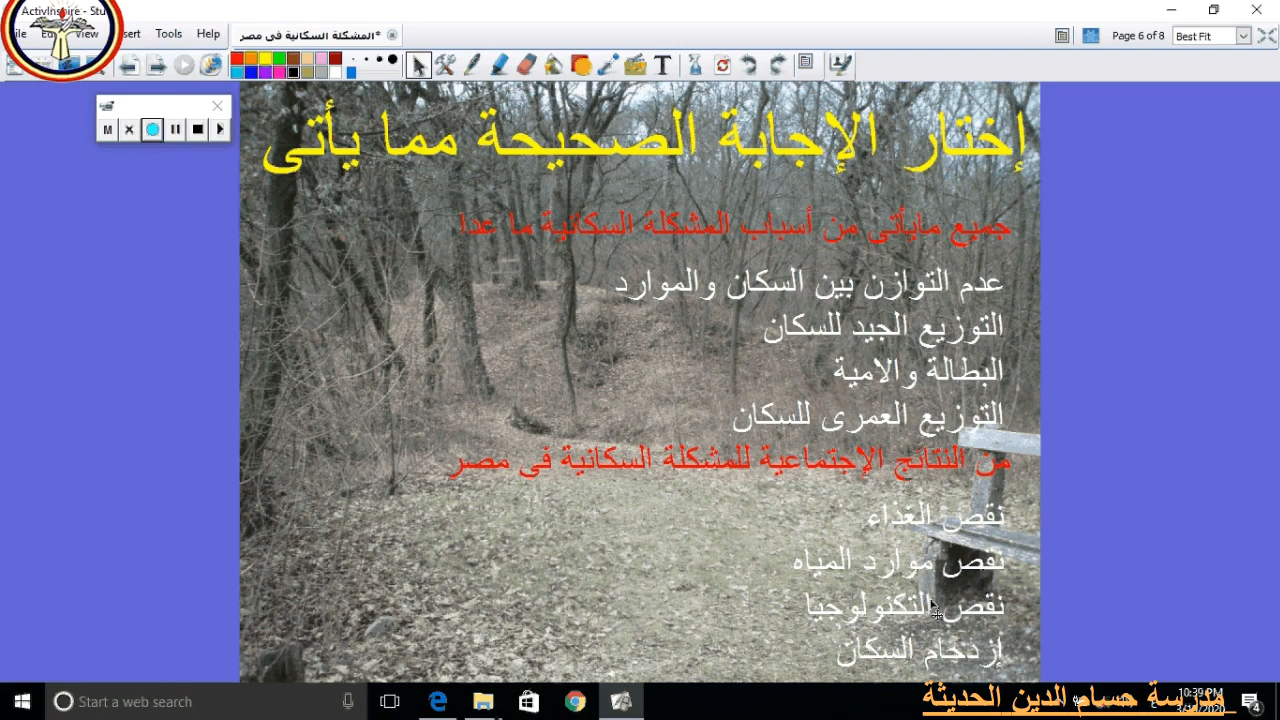 ActivInspire - Stu
View
Tools
Help
*المشكلة السكانية فى مصر
Page 6 of 8
Best Fit
M
إختار الإجابة الصحيحة مما يأتى
جميع مايأتى من أسباب المشكلة السكانية ما عدا
عدم التوازن بين السكان والموارد
التوزيع الجيد للسكان
البطالة والامية
التوزيع العمرى للسكان
من النتائج الإجتماعية للمشكلة السكانية فى مصر
نقص الغذاء
نقص موارد المياه
نقص التكنولوجيا
إزدخام السكان
Start a web search
10:39 PM
مدرسة حسام الدين الحديثة
4